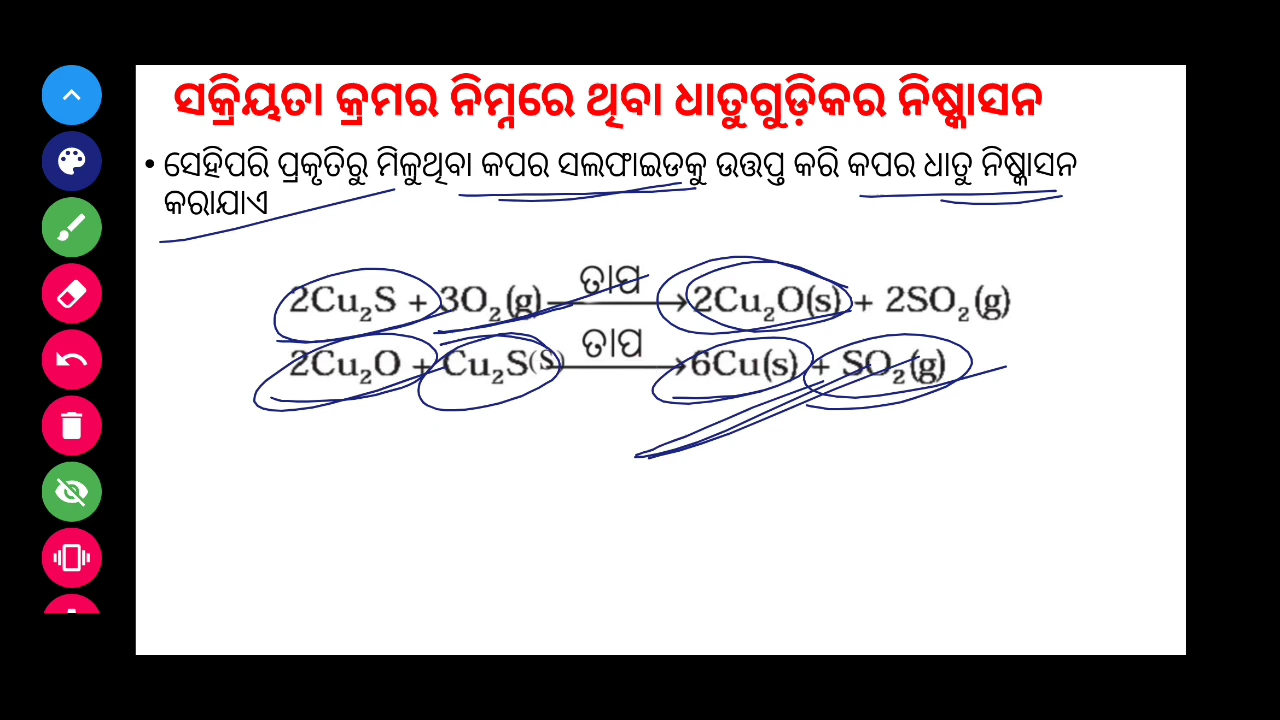 ସକ୍ରିୟତା କ୍ରମର ନିମ୍ନରେ ଥିବା ଧାତୁଗୁଡ଼ିକର ନିଷ୍କାସନ
• ସେହିପରି ପ୍ରକୃତିରୁ ମିଳୁଥିବା କପର ସଲଫାଇଡକୁ ଉତ୍ତପ୍ତ କରି କପର ଧାତୁ ନିଷ୍କାସନ
କରାଯାଏ
2Cu₂S + 3O₂(g) —ତାପ→ 2Cu₂O(s) + 2SO₂(g)
2Cu₂O + Cu₂S(S) —ତାପ→ 6Cu(s) + SO₂(g)